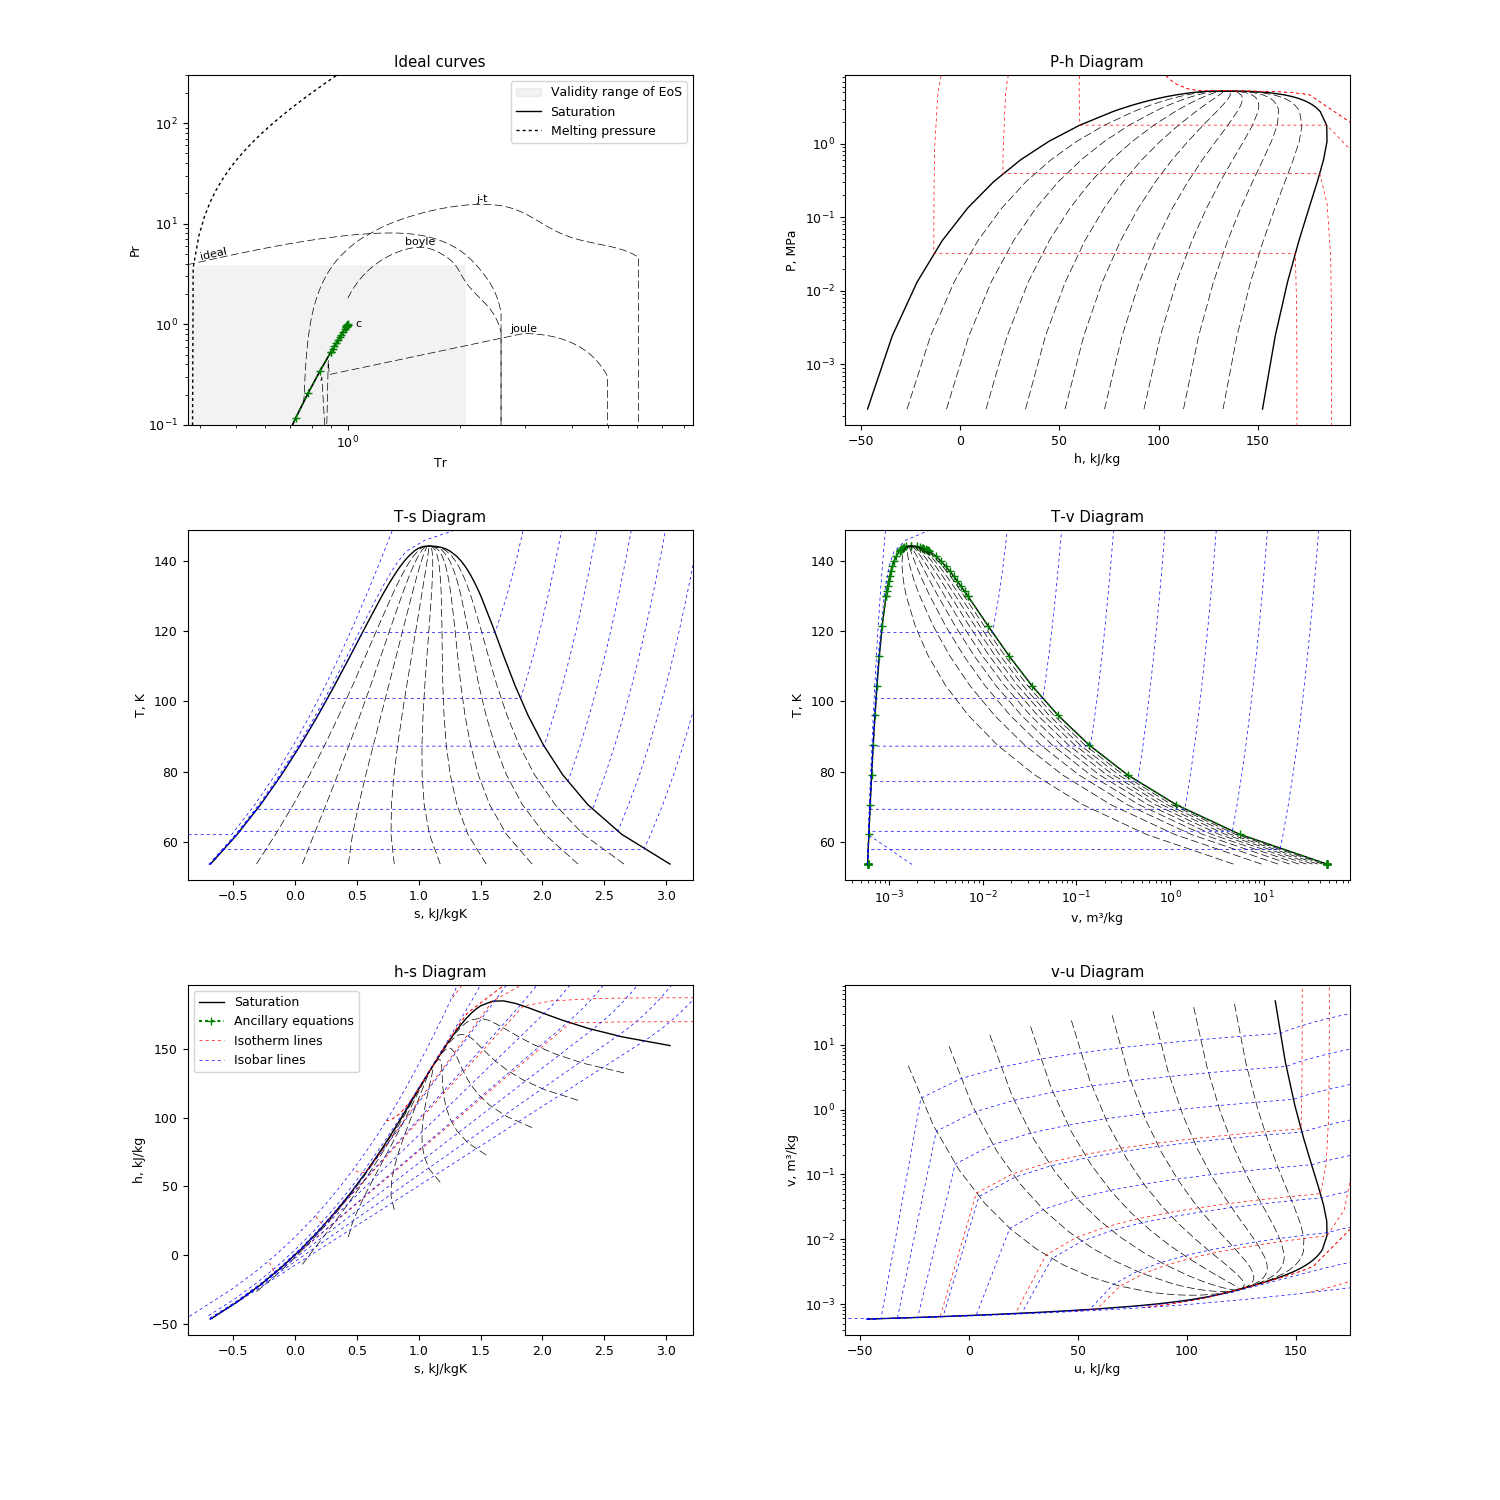 Ideal curves
Validity range of EoS
Saturation
Melting pressure
j-t
boyle
ideal
c
joule
10²
10¹
10⁰
10⁻¹
Pr
10⁰
Tr
P-h Diagram
10⁰
10⁻¹
10⁻²
10⁻³
P, MPa
−50 0 50 100 150
h, kJ/kg
T-s Diagram
140
120
100
80
60
T, K
−0.5 0.0 0.5 1.0 1.5 2.0 2.5 3.0
s, kJ/kgK
T-v Diagram
140
120
100
80
60
T, K
10⁻³ 10⁻² 10⁻¹ 10⁰ 10¹
v, m³/kg
h-s Diagram
Saturation
Ancillary equations
Isotherm lines
Isobar lines
150
100
50
0
−50
h, kJ/kg
−0.5 0.0 0.5 1.0 1.5 2.0 2.5 3.0
s, kJ/kgK
v-u Diagram
10¹
10⁰
10⁻¹
10⁻²
10⁻³
v, m³/kg
−50 0 50 100 150
u, kJ/kg